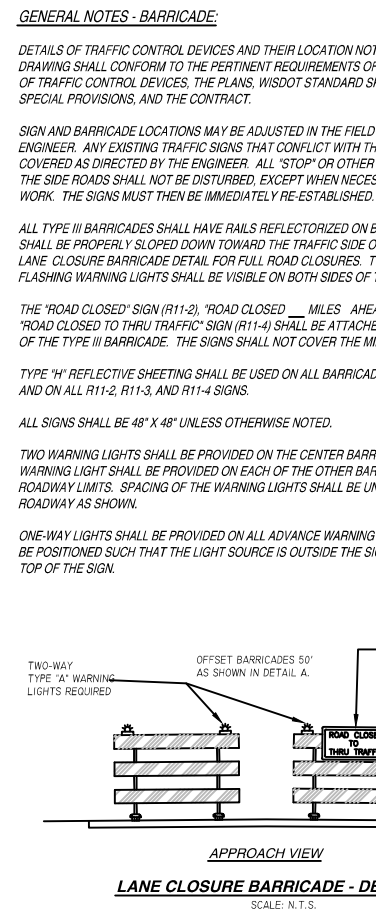 GENERAL NOTES - BARRICADE:
DETAILS OF TRAFFIC CONTROL DEVICES AND THEIR LOCATION NOT
DRAWING SHALL CONFORM TO THE PERTINENT REQUIREMENTS OF
OF TRAFFIC CONTROL DEVICES, THE PLANS, WISDOT STANDARD
SPECIAL PROVISIONS, AND THE CONTRACT.
SIGN AND BARRICADE LOCATIONS MAY BE ADJUSTED IN THE FIELD
ENGINEER. ANY EXISTING TRAFFIC SIGNS THAT CONFLICT WITH
COVERED AS DIRECTED BY THE ENGINEER. ALL "STOP" OR OTHER
THE SIDE ROADS SHALL NOT BE DISTURBED, EXCEPT WHEN
WORK. THE SIGNS MUST THEN BE IMMEDIATELY RE-ESTABLISHED.
ALL TYPE III BARRICADES SHALL HAVE RAILS REFLECTORIZED ON
SHALL BE PROPERLY SLOPED DOWN TOWARD THE TRAFFIC SIDE
LANE CLOSURE BARRICADE DETAIL FOR FULL ROAD CLOSURES.
FLASHING WARNING LIGHTS SHALL BE VISIBLE ON BOTH SIDES OF
THE "ROAD CLOSED" SIGN (R11-2), "ROAD CLOSED ___ MILES AHEA
"ROAD CLOSED TO THRU TRAFFIC" SIGN (R11-4) SHALL BE ATTACHE
OF THE TYPE III BARRICADE. THE SIGNS SHALL NOT COVER THE
TYPE "H" REFLECTIVE SHEETING SHALL BE USED ON ALL BARRICAD
AND ON ALL R11-2, R11-3, AND R11-4 SIGNS.
ALL SIGNS SHALL BE 48" X 48" UNLESS OTHERWISE NOTED.
TWO WARNING LIGHTS SHALL BE PROVIDED ON THE CENTER BARR
WARNING LIGHT SHALL BE PROVIDED ON EACH OF THE OTHER BAR
ROADWAY LIMITS. SPACING OF THE WARNING LIGHTS SHALL BE
ROADWAY AS SHOWN.
ONE-WAY LIGHTS SHALL BE PROVIDED ON ALL ADVANCE WARNING
BE POSITIONED SUCH THAT THE LIGHT SOURCE IS OUTSIDE THE
TOP OF THE SIGN.
TWO-WAY
TYPE "A" WARNING
LIGHTS REQUIRED
OFFSET BARRICADES 50'
AS SHOWN IN DETAIL A.
ROAD CLOSE
TO
THRU TRAFF
APPROACH VIEW
LANE CLOSURE BARRICADE - DE
SCALE: N.T.S.